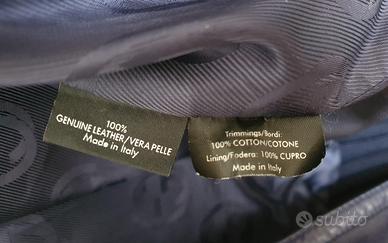 100%
GENUINE LEATHER/VERA PELLE
Made in Italy
Trimmings/Bordi:
100% COTTON/COTONE
Lining/Fodera: 100% CUPRO
Made in Italy
subito